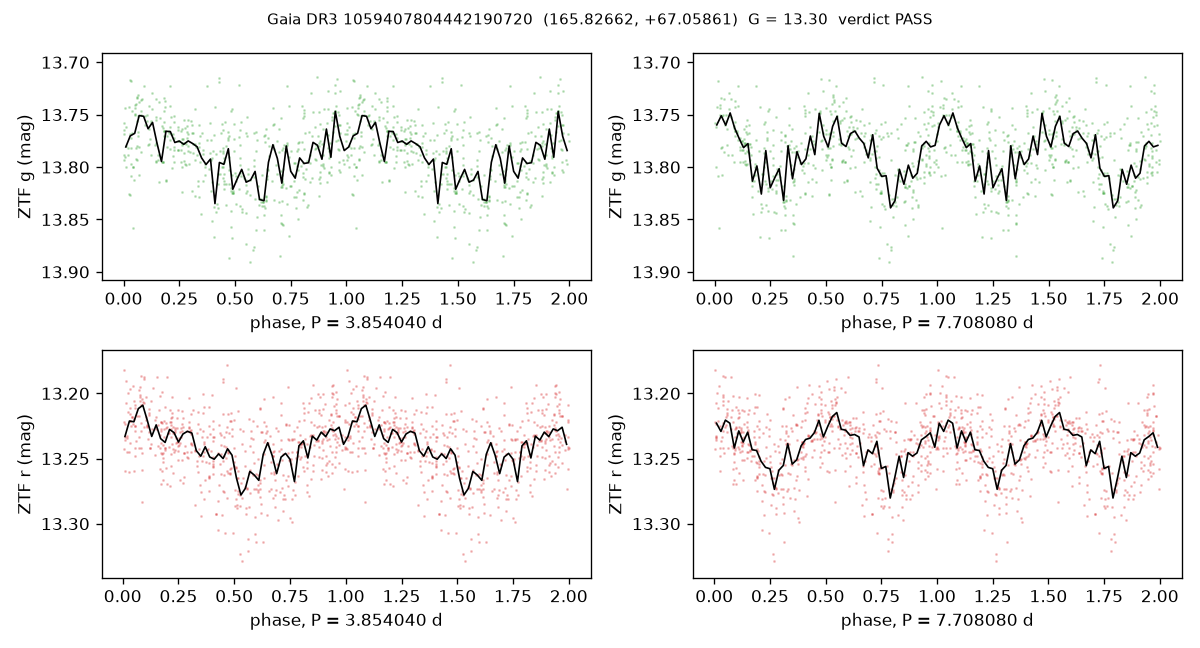 Gaia DR3 1059407804442190720 (165.82662, +67.05861) G = 13.30 verdict PASS
ZTF g (mag)
13.70
13.75
13.80
13.85
13.90
0.00 0.25 0.50 0.75 1.00 1.25 1.50 1.75 2.00
phase, P = 3.854040 d
ZTF g (mag)
13.70
13.75
13.80
13.85
13.90
0.00 0.25 0.50 0.75 1.00 1.25 1.50 1.75 2.00
phase, P = 7.708080 d
ZTF r (mag)
13.20
13.25
13.30
0.00 0.25 0.50 0.75 1.00 1.25 1.50 1.75 2.00
phase, P = 3.854040 d
ZTF r (mag)
13.20
13.25
13.30
0.00 0.25 0.50 0.75 1.00 1.25 1.50 1.75 2.00
phase, P = 7.708080 d